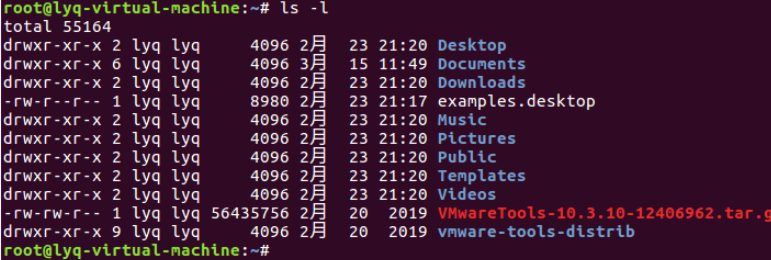 root@lyq-virtual-machine:~# ls -l
total 55164
drwxr-xr-x 2 lyq lyq     4096 2月  23 21:20 Desktop
drwxr-xr-x 6 lyq lyq     4096 3月  15 11:49 Documents
drwxr-xr-x 2 lyq lyq     4096 2月  23 21:20 Downloads
-rw-r--r-- 1 lyq lyq     8980 2月  23 21:17 examples.desktop
drwxr-xr-x 2 lyq lyq     4096 2月  23 21:20 Music
drwxr-xr-x 2 lyq lyq     4096 2月  23 21:20 Pictures
drwxr-xr-x 2 lyq lyq     4096 2月  23 21:20 Public
drwxr-xr-x 2 lyq lyq     4096 2月  23 21:20 Templates
drwxr-xr-x 2 lyq lyq     4096 2月  23 21:20 Videos
-rw-rw-r-- 1 lyq lyq 56435756 2月  20  2019 VMwareTools-10.3.10-12406962.tar.g
drwxr-xr-x 9 lyq lyq     4096 2月  20  2019 vmware-tools-distrib
root@lyq-virtual-machine:~#